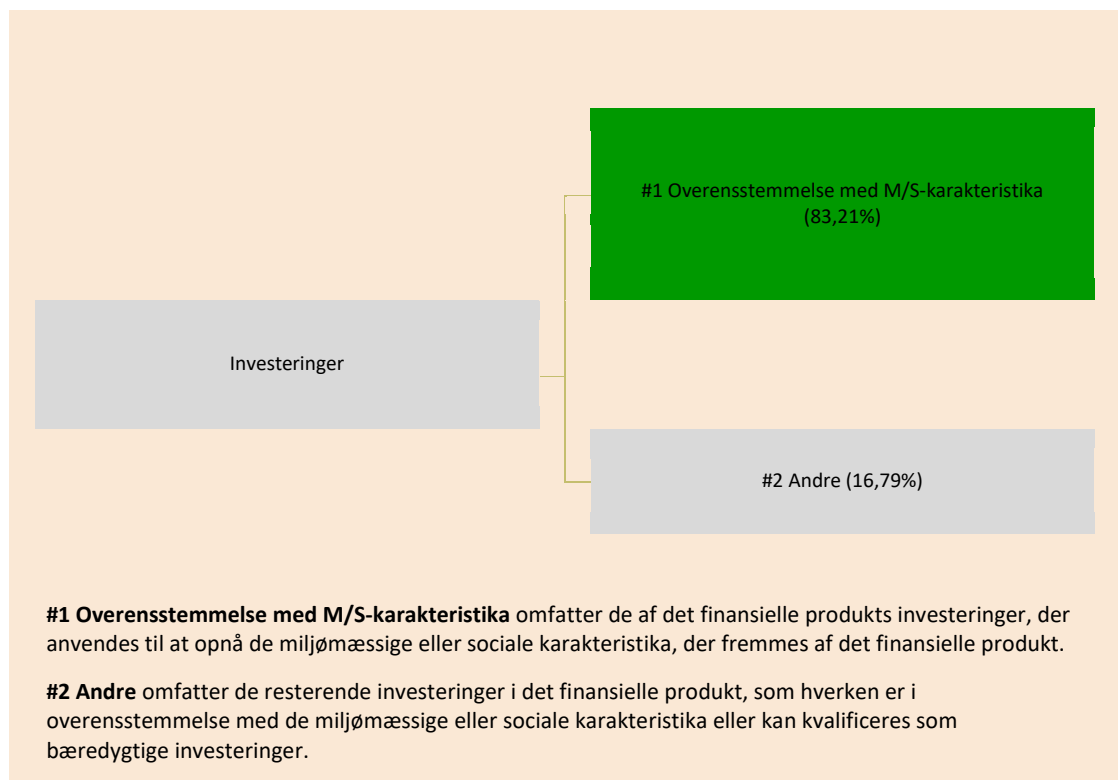 #1 Overensstemmelse med M/S-karakteristika
(83,21%)
Investeringer
#2 Andre (16,79%)
#1 Overensstemmelse med M/S-karakteristika omfatter de af det finansielle produkts investeringer, der
anvendes til at opnå de miljømæssige eller sociale karakteristika, der fremmes af det finansielle produkt.
#2 Andre omfatter de resterende investeringer i det finansielle produkt, som hverken er i
overensstemmelse med de miljømæssige eller sociale karakteristika eller kan kvalificeres som
bæredygtige investeringer.